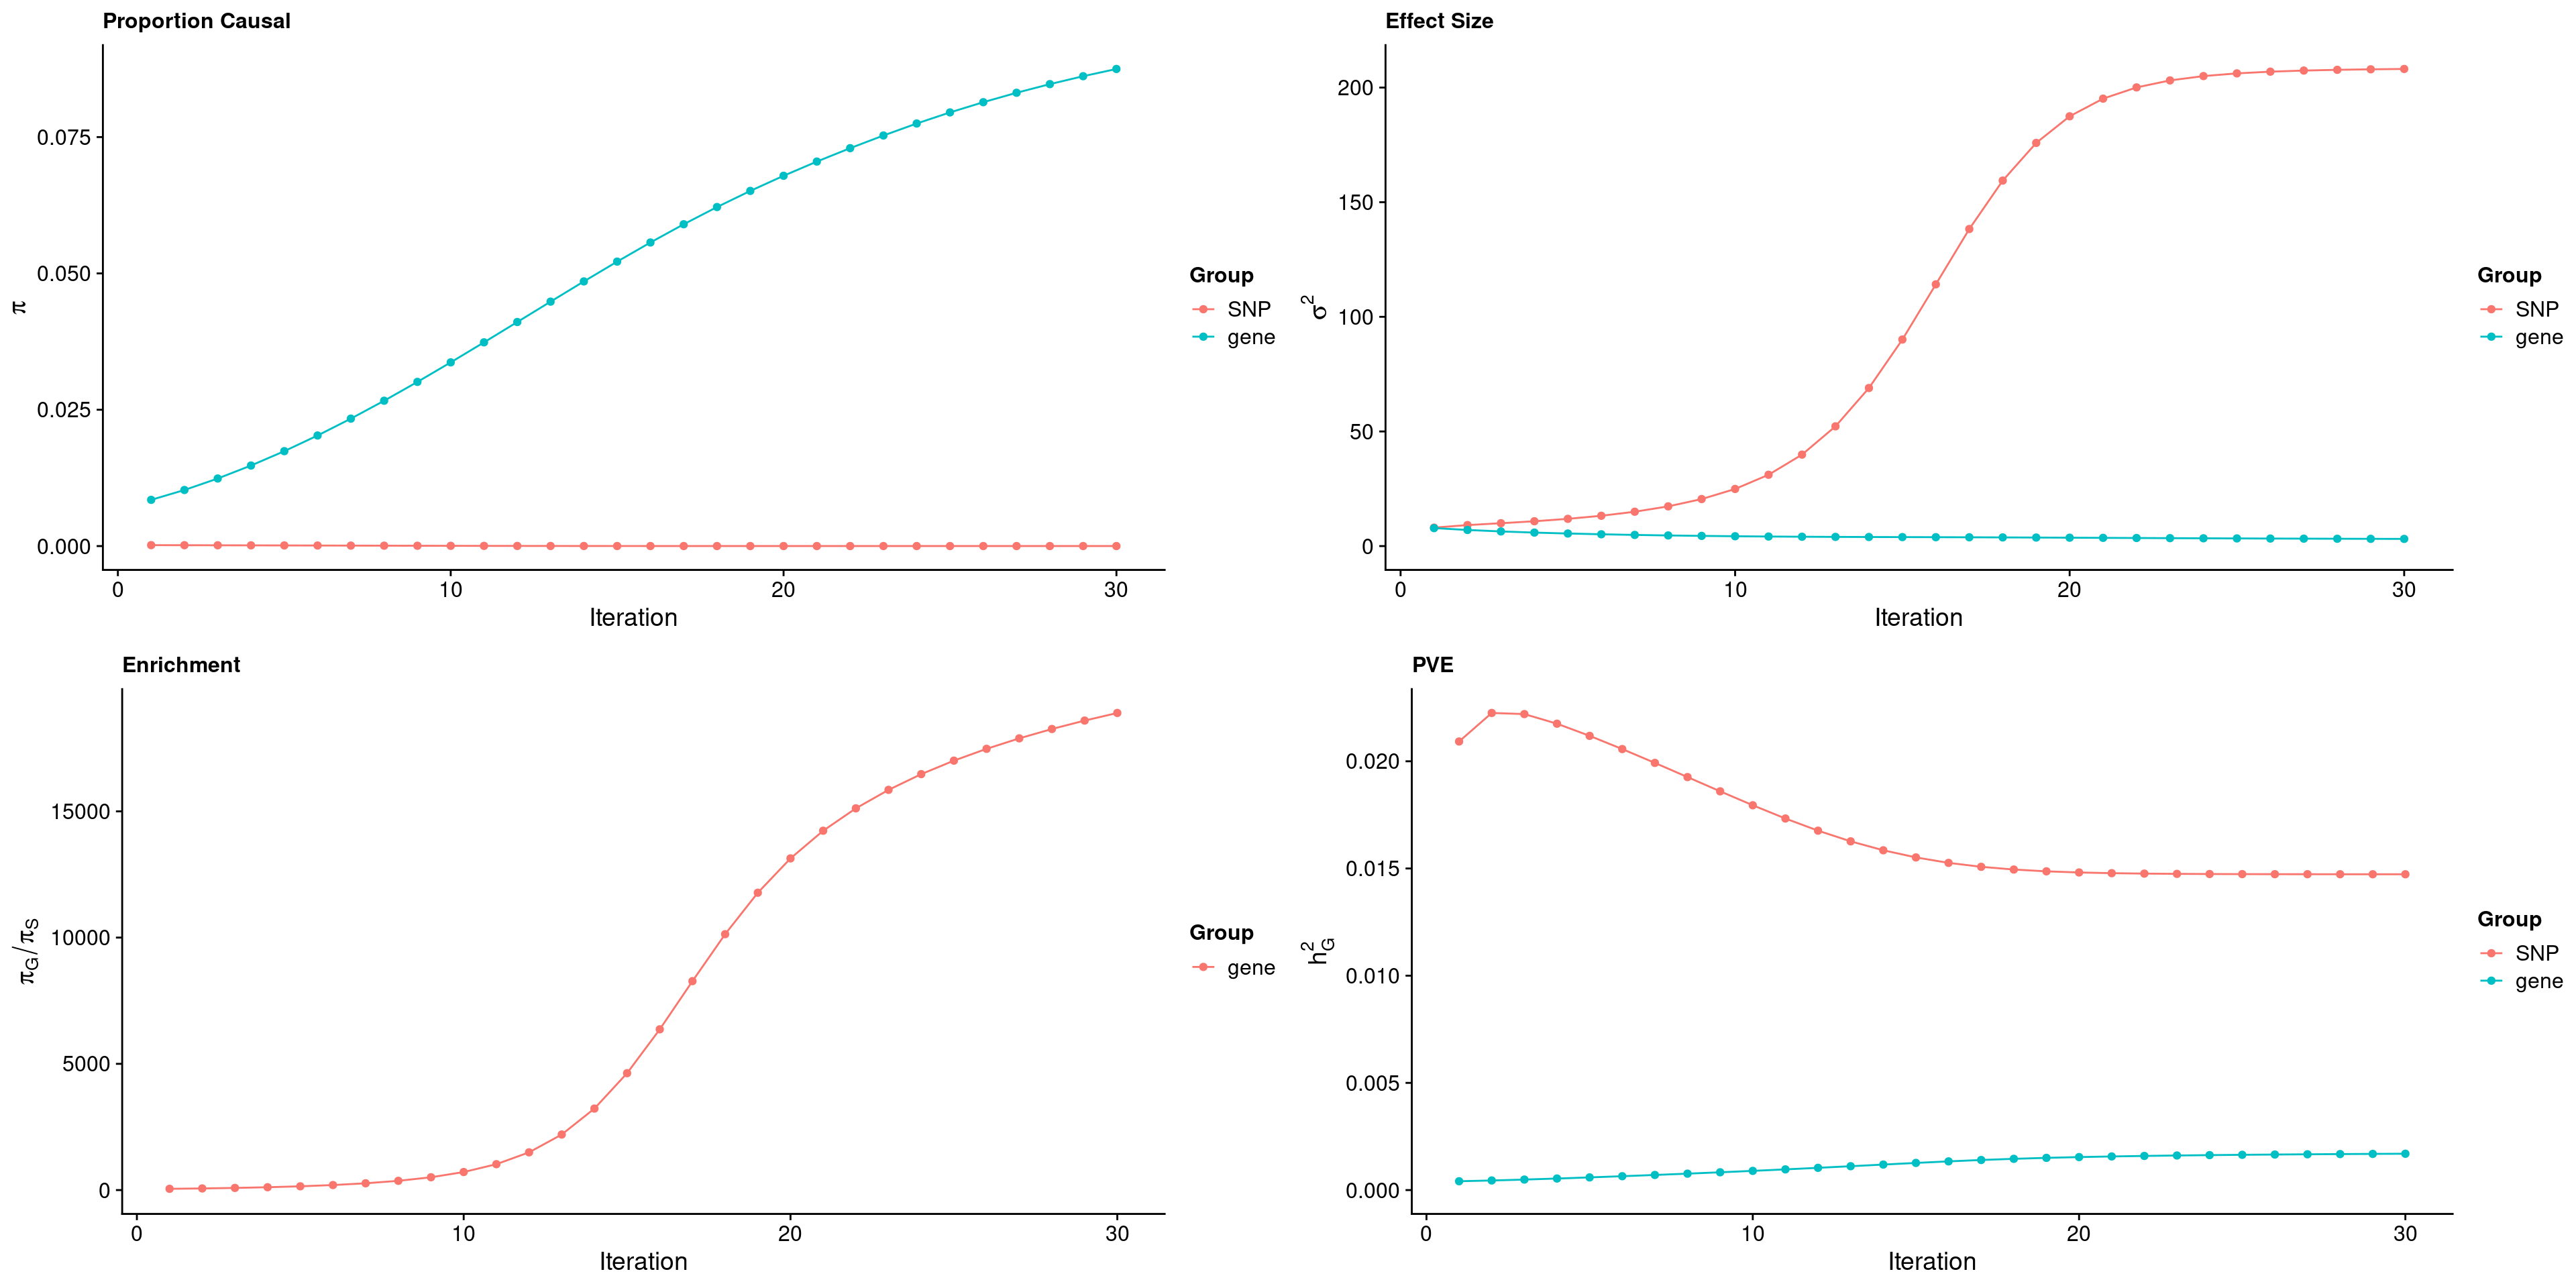 Proportion Causal
π
0.075
0.050
0.025
0.000
0
10
20
30
Iteration
Group
SNP
gene
Effect Size
σ²
200
150
100
50
0
0
10
20
30
Iteration
Group
SNP
gene
Enrichment
π_G/π_S
15000
10000
5000
0
0
10
20
30
Iteration
Group
gene
PVE
h²_G
0.020
0.015
0.010
0.005
0.000
0
10
20
30
Iteration
Group
SNP
gene